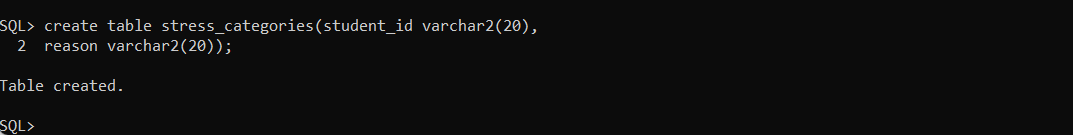 SQL> create table stress_categories(student_id varchar2(20),
  2  reason varchar2(20));
Table created.
SQL>